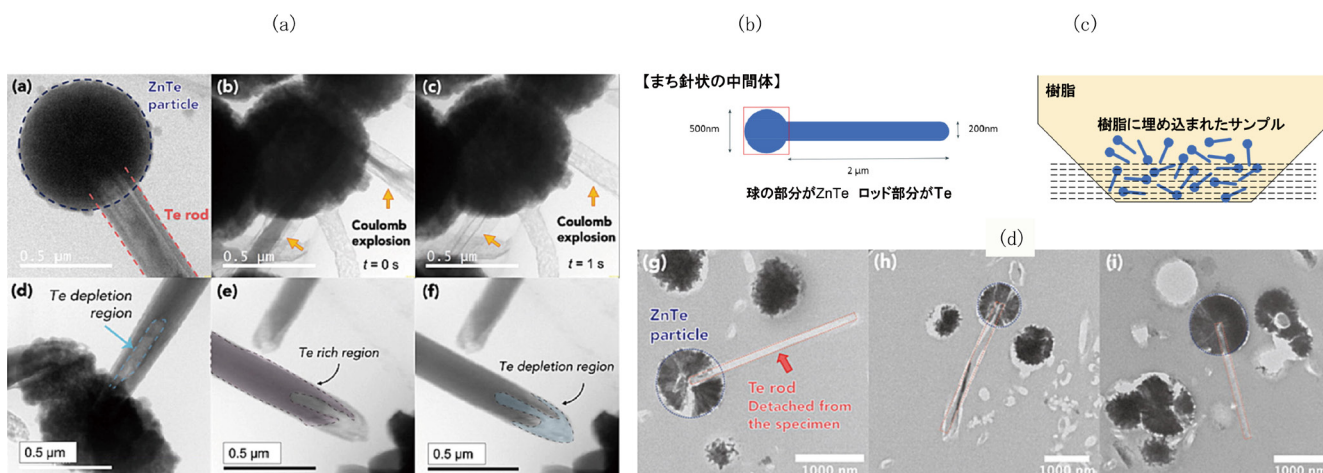 (a)
(b)
(c)
(a)
ZnTe
particle
Te rod
0.5 μm
(b)
Coulomb
explosion
t = 0 s
0.5 μm
(c)
Coulomb
explosion
t = 1 s
0.5 μm
(d)
Te depletion
region
0.5 μm
(e)
Te rich region
0.5 μm
(f)
Te depletion region
0.5 μm
【まち針状の中間体】
500nm
200nm
2 μm
球の部分がZnTe ロッド部分がTe
樹脂
樹脂に埋め込まれたサンプル
(d)
(g)
ZnTe
particle
Te rod
Detached from
the specimen
1000 nm
(h)
1000 nm
(i)
1000 nm